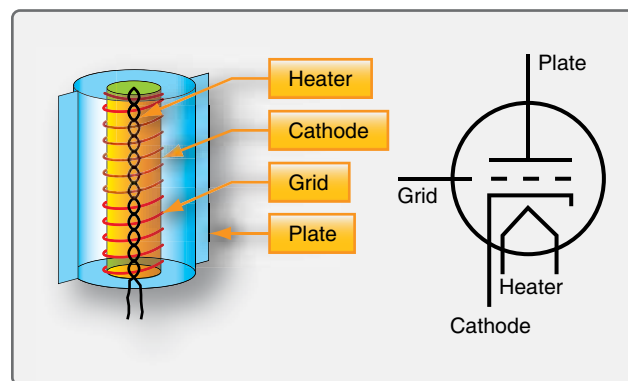 Heater
Cathode
Grid
Plate
Plate
Grid
Heater
Cathode